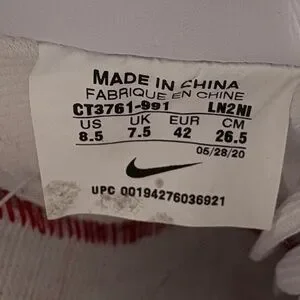 MADE IN CHINA
FABRIQUE EN CHINE
CT3761-991 LN2NI
US UK EUR CM
8.5 7.5 42 26.5
05/28/20
UPC 00194276036921